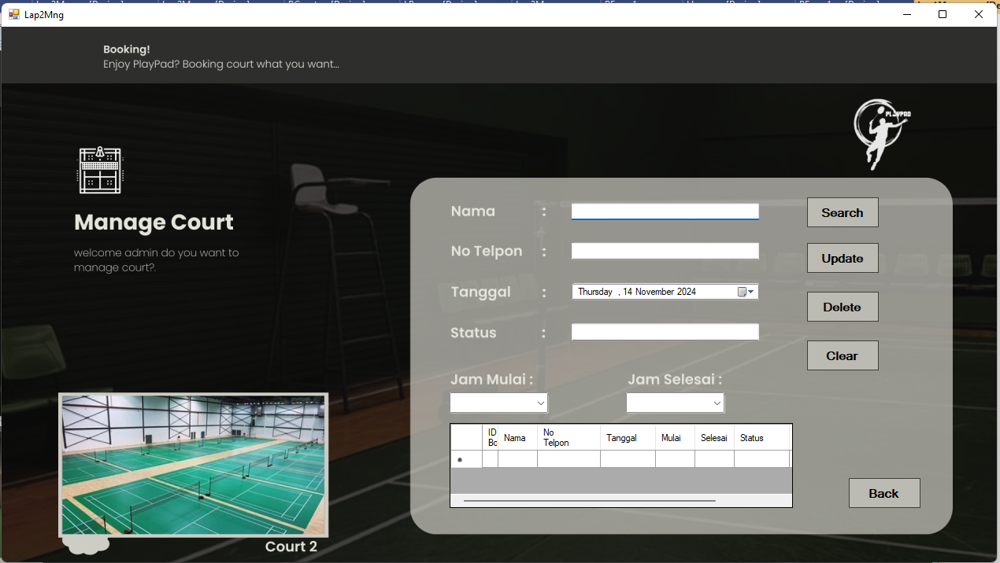 Lap2Mng
Booking!
Enjoy PlayPad? Booking court what you want...
PLAYPAD
Manage Court
welcome admin do you want to
manage court?.
Nama :
Search
No Telpon :
Update
Tanggal : Thursday , 14 November 2024
Delete
Status :
Clear
Jam Mulai : Jam Selesai :
ID Nama No Tanggal Mulai Selesai Status
Telpon
Back
Court 2